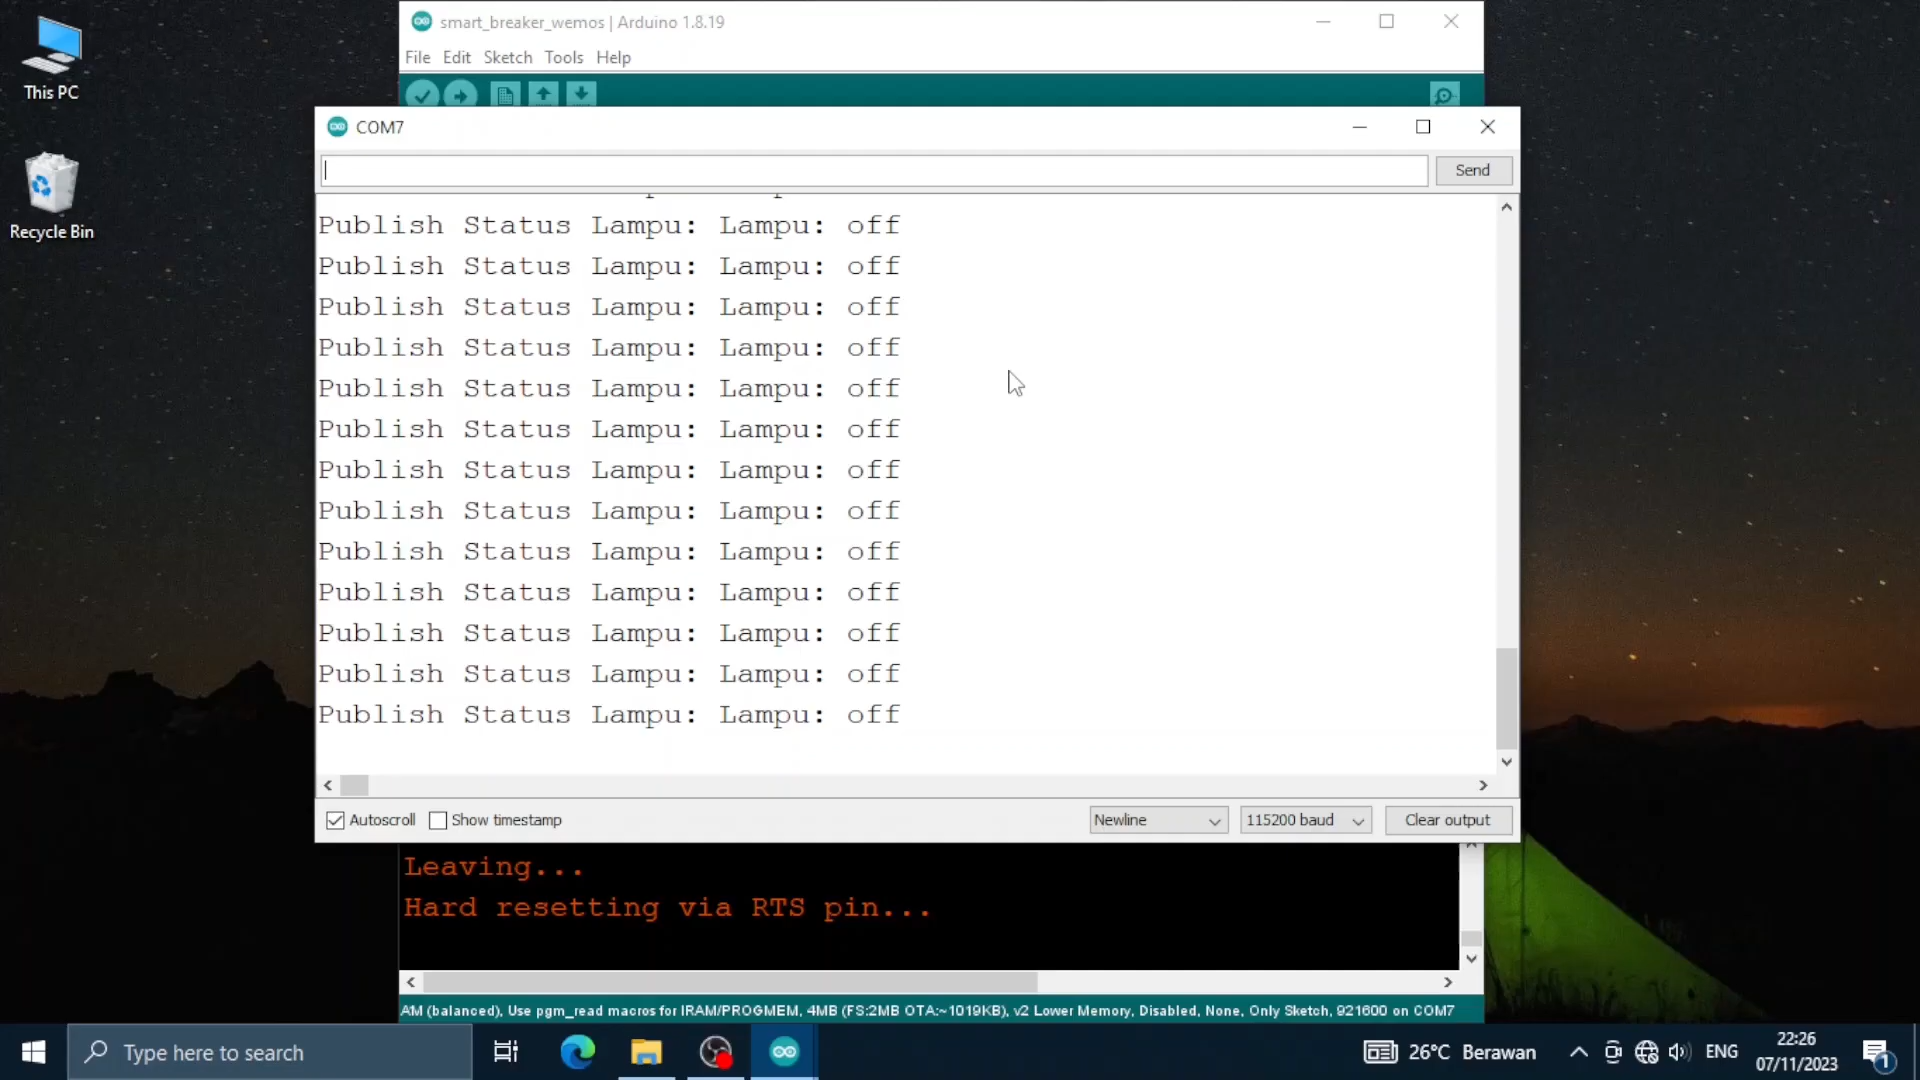 This PC
Recycle Bin
smart_breaker_wemos | Arduino 1.8.19
File Edit Sketch Tools Help
COM7
Send
Publish Status Lampu: Lampu: off
Publish Status Lampu: Lampu: off
Publish Status Lampu: Lampu: off
Publish Status Lampu: Lampu: off
Publish Status Lampu: Lampu: off
Publish Status Lampu: Lampu: off
Publish Status Lampu: Lampu: off
Publish Status Lampu: Lampu: off
Publish Status Lampu: Lampu: off
Publish Status Lampu: Lampu: off
Publish Status Lampu: Lampu: off
Publish Status Lampu: Lampu: off
Publish Status Lampu: Lampu: off
Autoscroll Show timestamp Newline 115200 baud Clear output
Leaving...
Hard resetting via RTS pin...
AM (balanced), Use pgm_read macros for IRAM/PROGMEM, 4MB (FS:2MB OTA:~1019KB), v2 Lower Memory, Disabled, None, Only Sketch, 921600 on COM7
Type here to search
26°C Berawan
ENG
22:26
07/11/2023
1